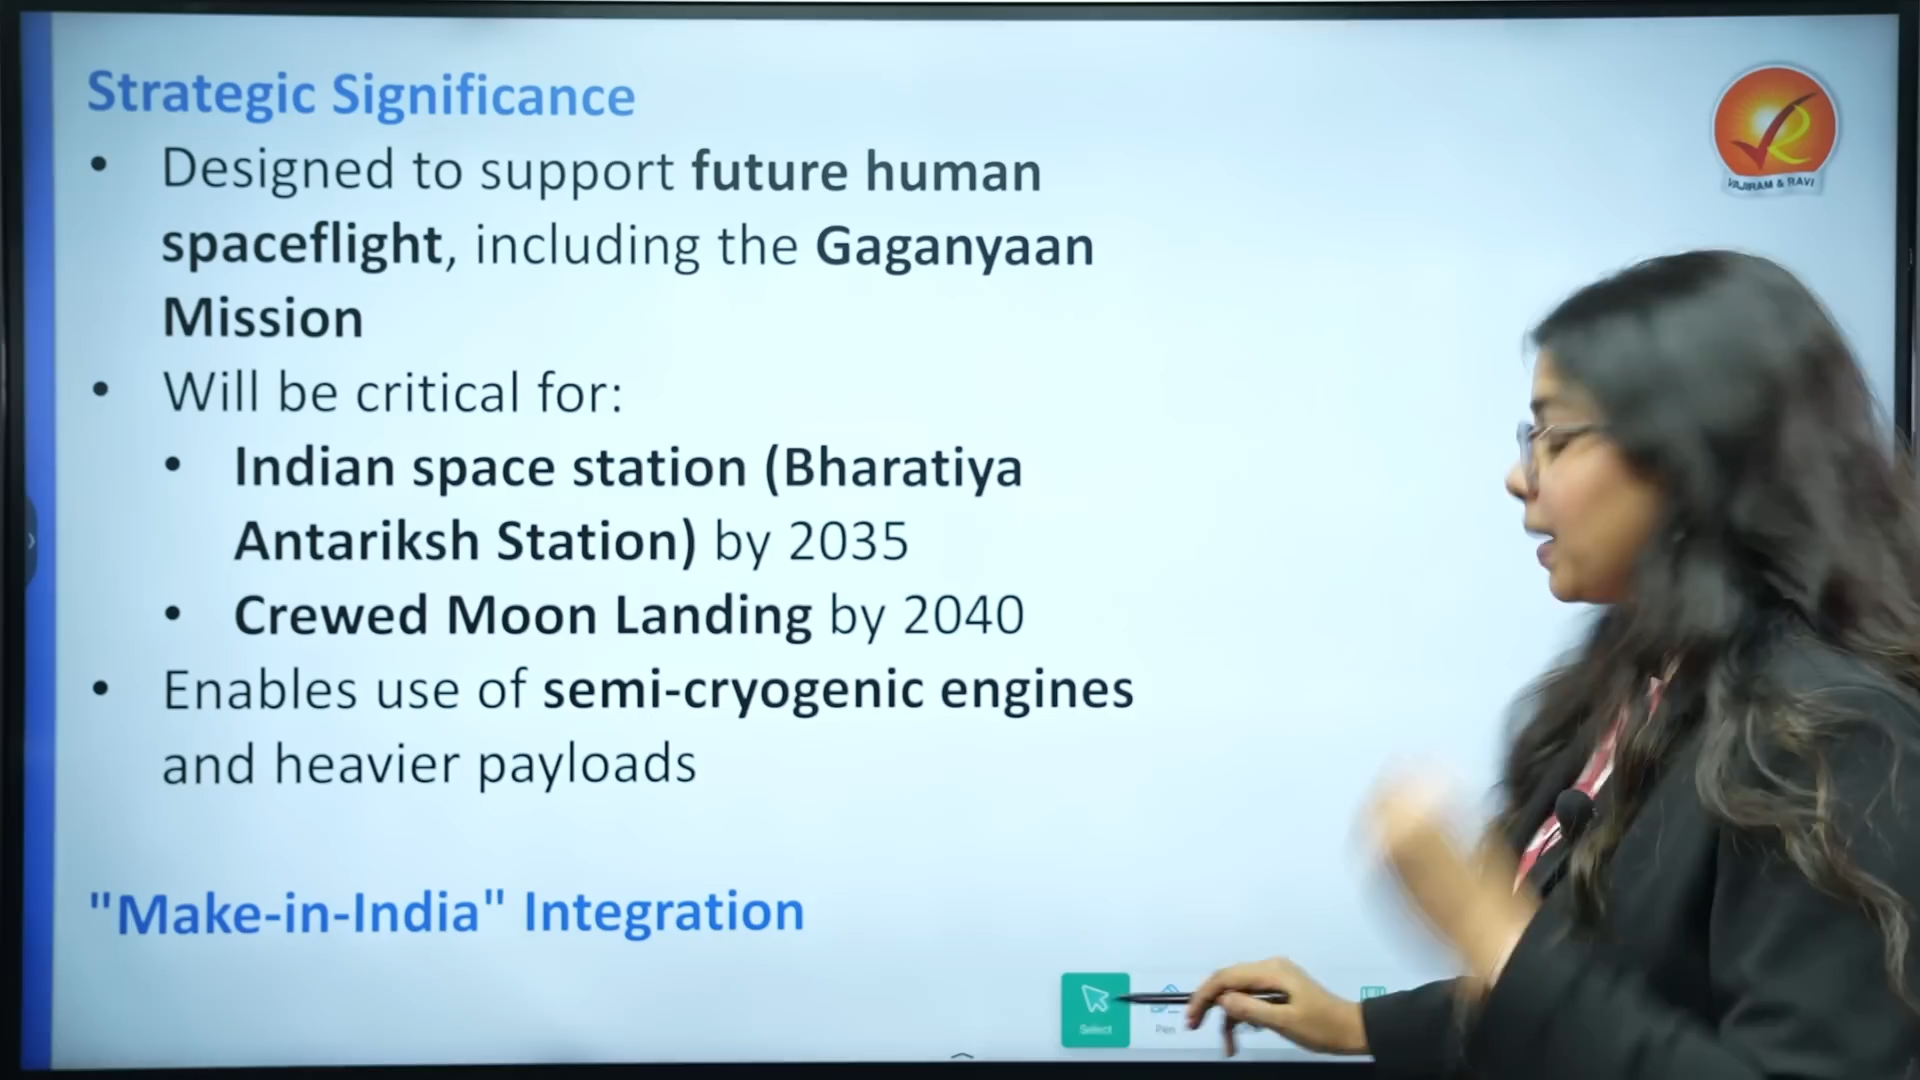 Strategic Significance
• Designed to support future human
spaceflight, including the Gaganyaan
Mission
• Will be critical for:
• Indian space station (Bharatiya
Antariksh Station) by 2035
• Crewed Moon Landing by 2040
• Enables use of semi-cryogenic engines
and heavier payloads
"Make-in-India" Integration
VAJIRAM & RAVI
Select
Pen